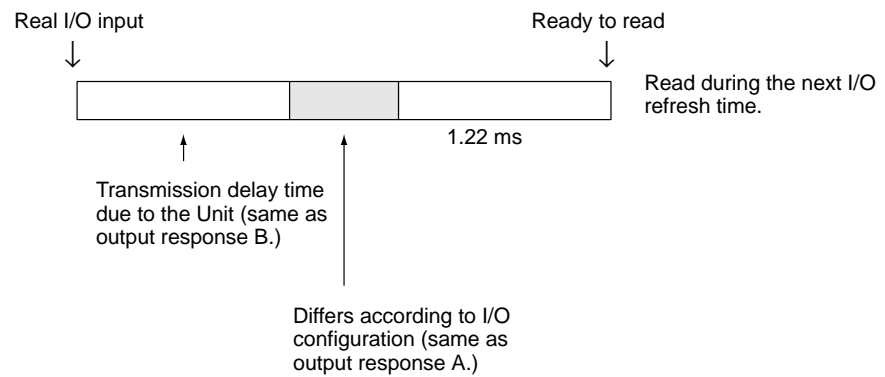 Real I/O input
Ready to read
Read during the next I/O
refresh time.
1.22 ms
Transmission delay time
due to the Unit (same as
output response B.)
Differs according to I/O
configuration (same as
output response A.)